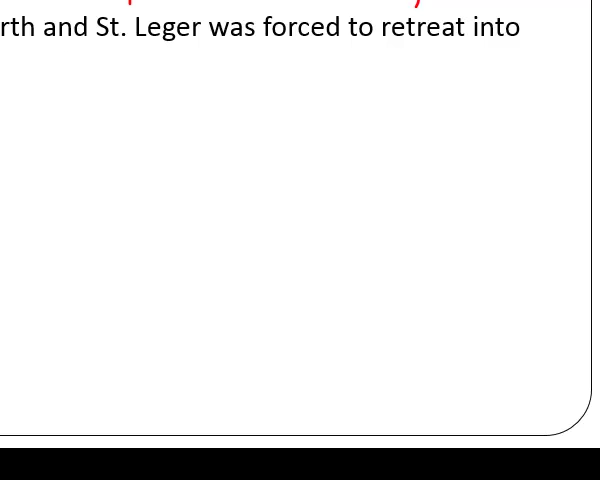 rth and St. Leger was forced to retreat into